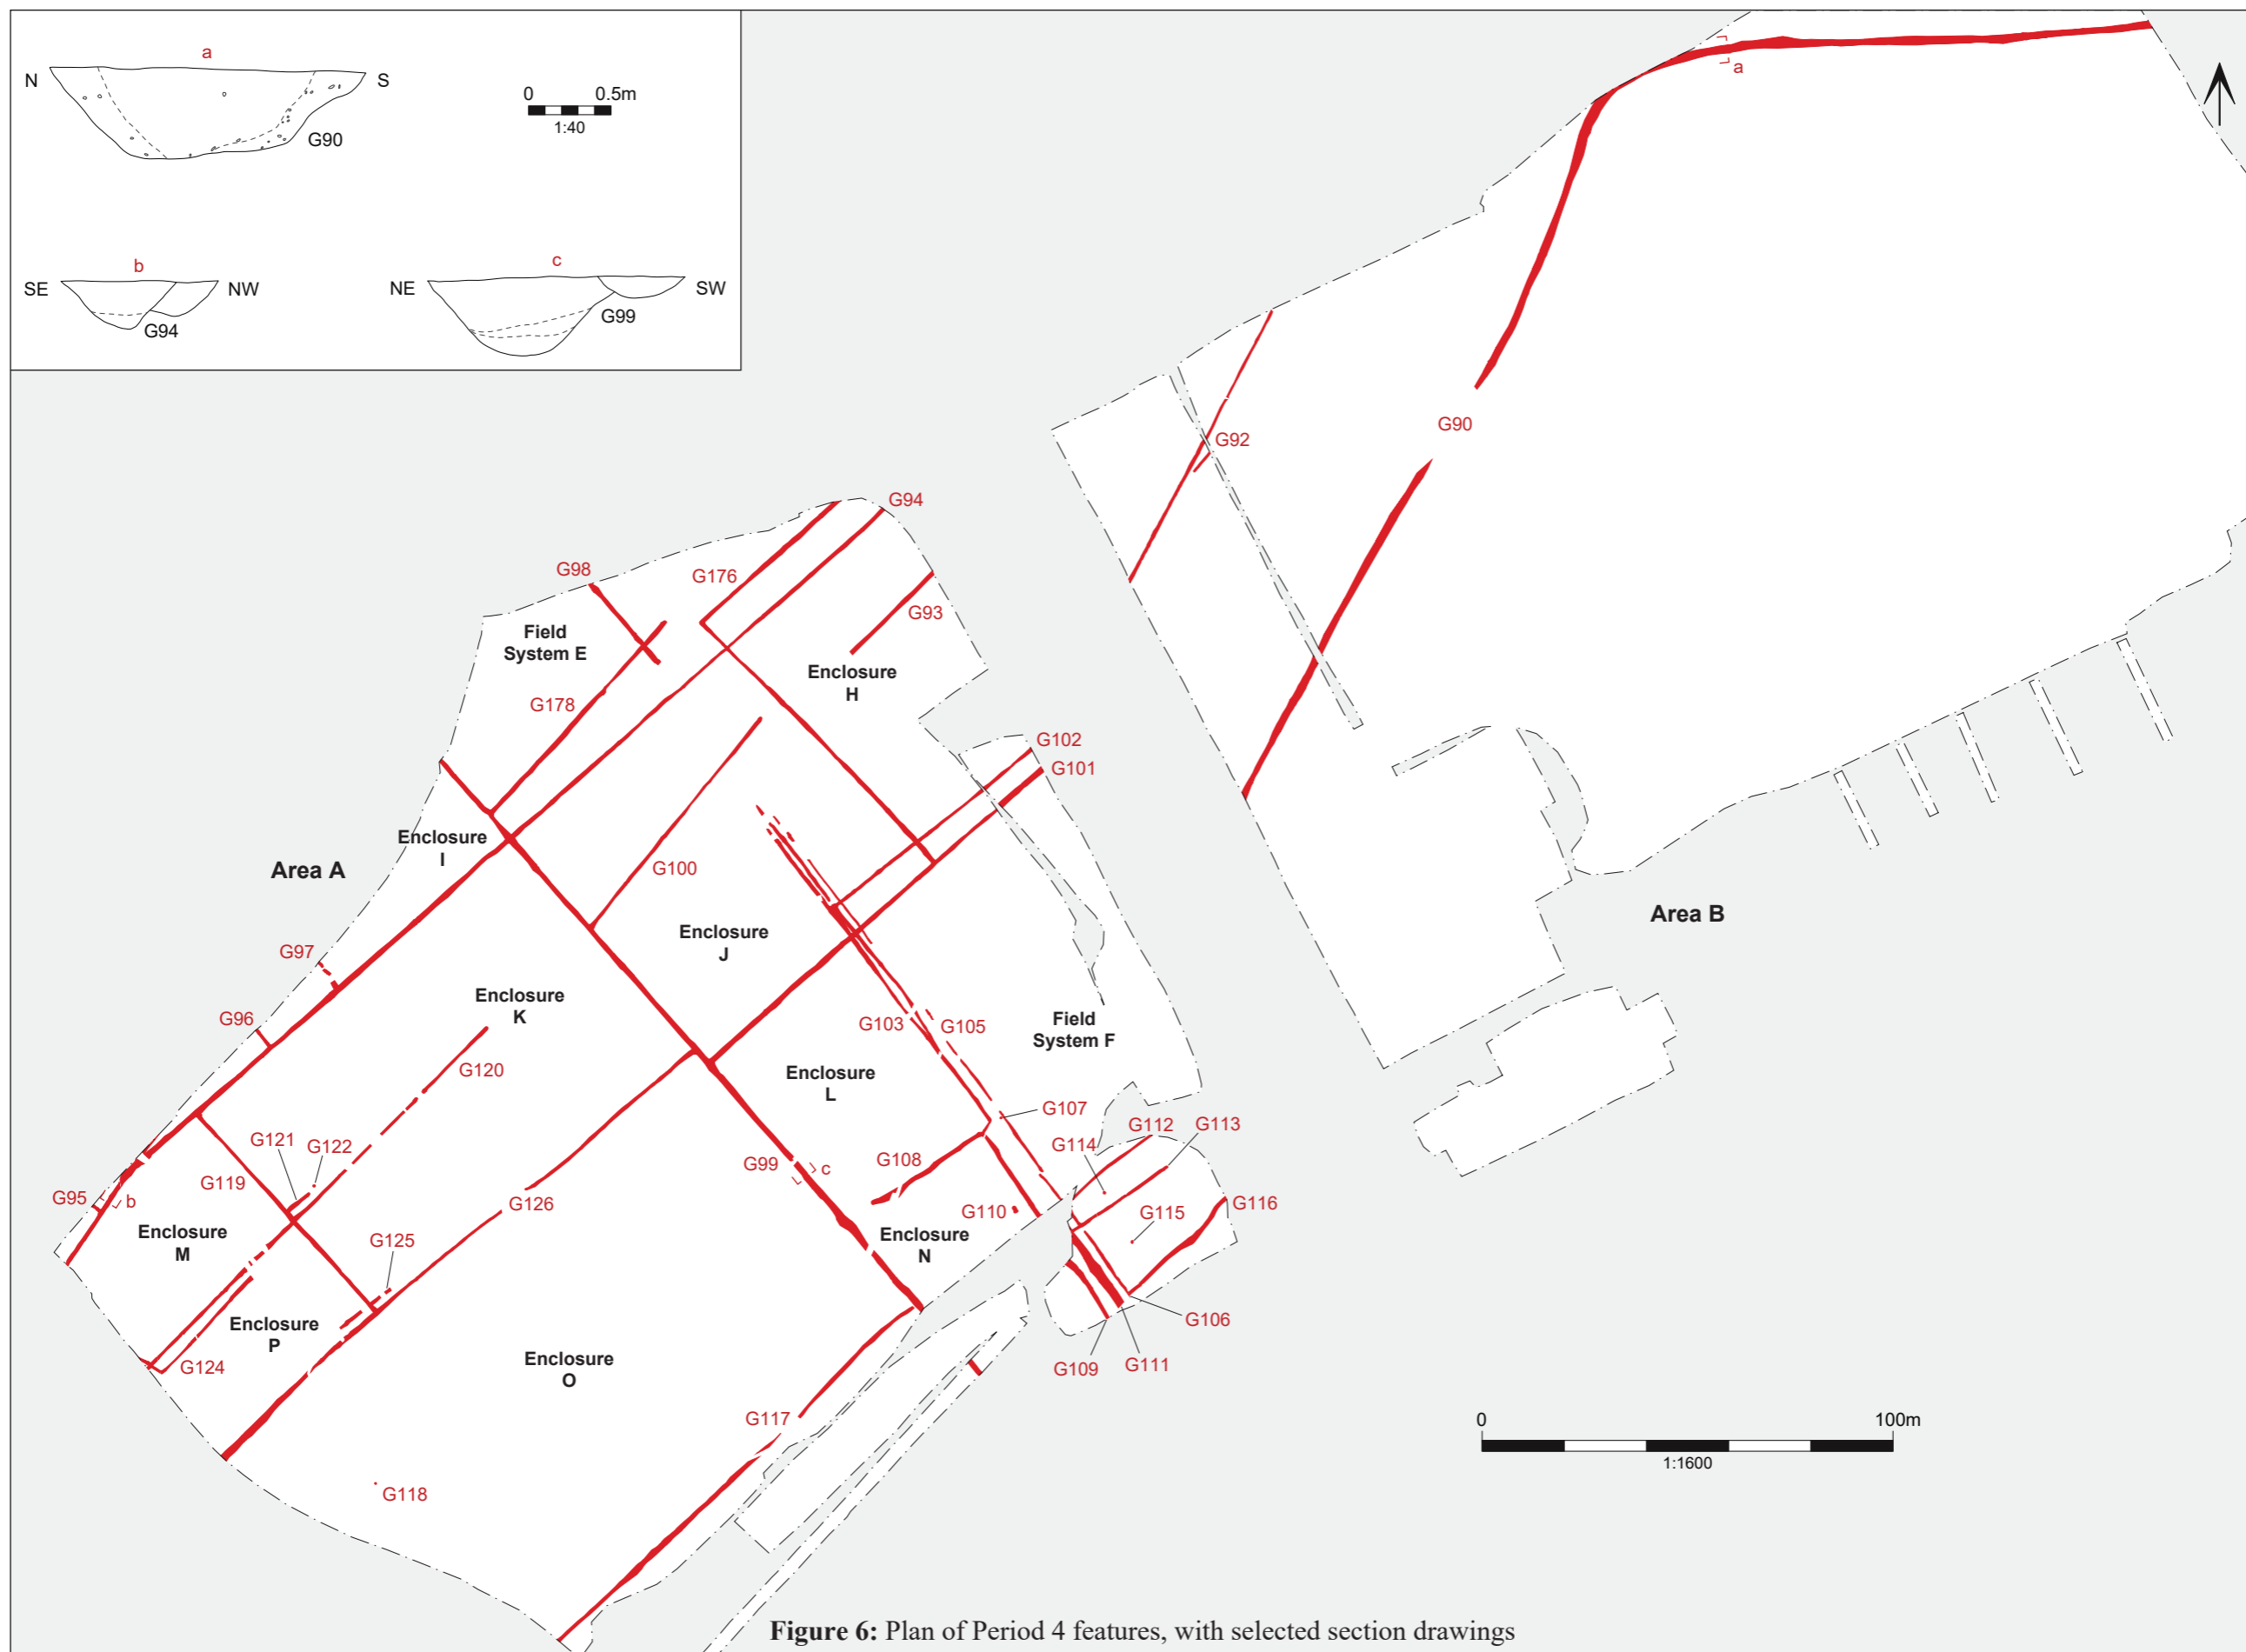 a
N
S
G90
0 0.5m
1:40
b
SE
NW
G94
c
NE
SW
G99
a
G90
G92
G94
G98
G176
G93
Field
System E
Enclosure
H
G178
G102
G101
Enclosure
I
Area A
G100
Area B
Enclosure
J
G97
Enclosure
K
G96
G103
G105
Field
System F
G120
Enclosure
L
G107
G112
G113
G114
G121
G122
G108
G99
c
G119
G95
b
G126
G110
G115
G116
Enclosure
M
G125
Enclosure
N
Enclosure
P
G106
G124
Enclosure
O
G109
G111
G117
0 100m
1:1600
G118
Figure 6: Plan of Period 4 features, with selected section drawings